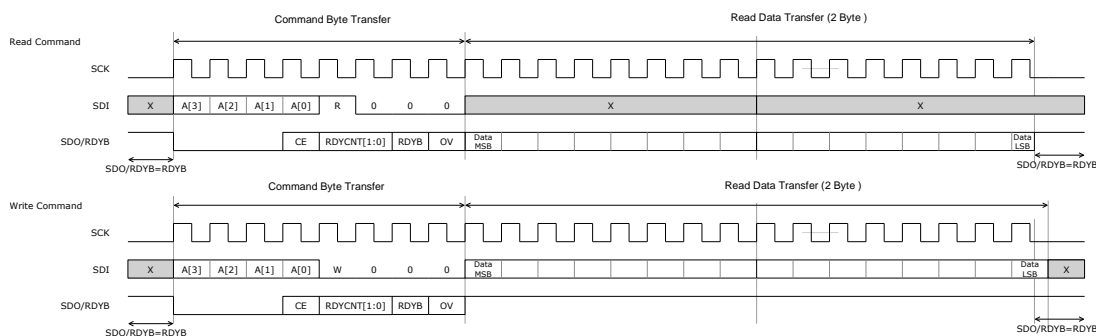 Command Byte Transfer Read Data Transfer (2 Byte )
Read Command
SCK
SDI X A[3] A[2] A[1] A[0] R 0 0 0 X X
SDO/RDYB CE RDYCNT[1:0] RDYB OV Data MSB Data LSB
SDO/RDYB=RDYB SDO/RDYB=RDYB
Command Byte Transfer Read Data Transfer (2 Byte )
Write Command
SCK
SDI X A[3] A[2] A[1] A[0] W 0 0 0 Data MSB Data LSB X
SDO/RDYB CE RDYCNT[1:0] RDYB OV
SDO/RDYB=RDYB SDO/RDYB=RDYB